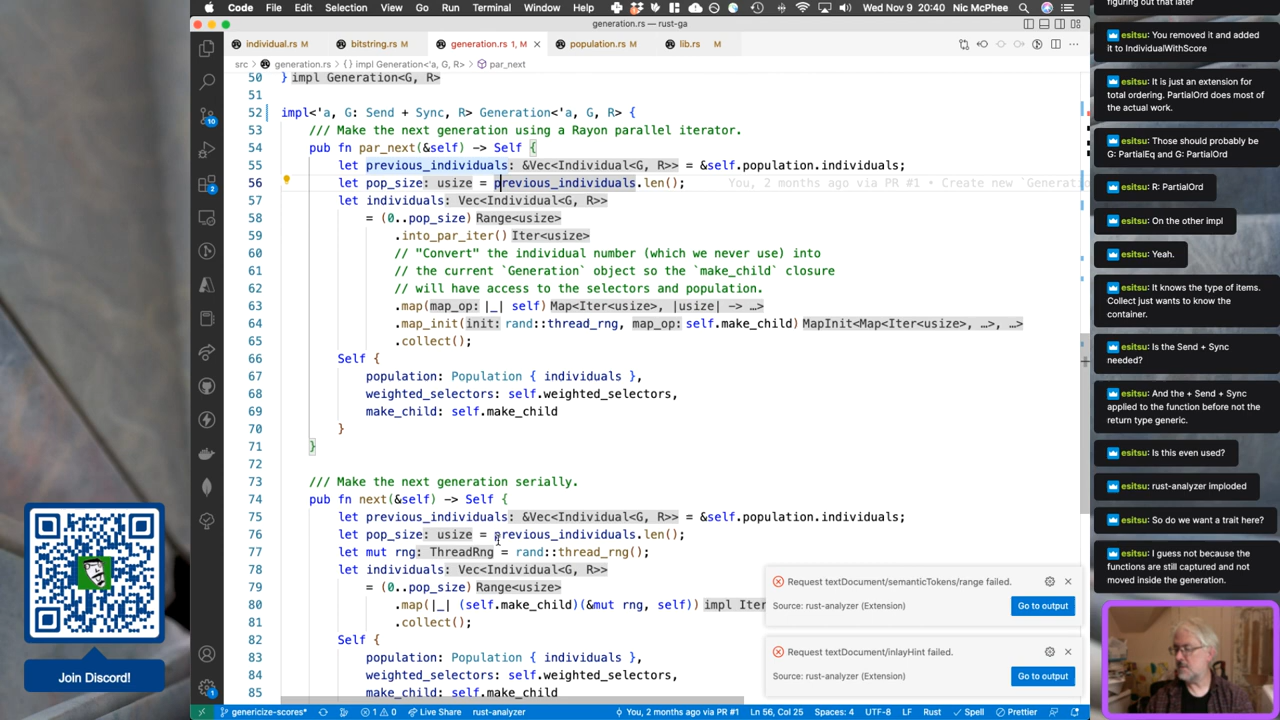 Code File Edit Selection View Go Run Terminal Window Help
Wed Nov 9 20:40 Nic McPhee
generation.rs — rust-ga
individual.rs M
bitstring.rs M
generation.rs 1, M
population.rs M
lib.rs M
src > generation.rs > {} impl Generation<'a, G, R> > par_next
50 } impl Generation<G, R>
51
52 impl<'a, G: Send + Sync, R> Generation<'a, G, R> {
53 /// Make the next generation using a Rayon parallel iterator.
54 pub fn par_next(&self) -> Self {
55 let previous_individuals: &Vec<Individual<G, R>> = &self.population.individuals;
56 let pop_size: usize = previous_individuals.len(); You, 2 months ago via PR #1 • Create new `Generati
57 let individuals: Vec<Individual<G, R>>
58 = (0..pop_size) Range<usize>
59 .into_par_iter() Iter<usize>
60 // "Convert" the individual number (which we never use) into
61 // the current `Generation` object so the `make_child` closure
62 // will have access to the selectors and population.
63 .map(map_op: |_| self) Map<Iter<usize>, |usize| -> …>
64 .map_init(init: rand::thread_rng, map_op: self.make_child) MapInit<Map<Iter<usize>, …>, …>
65 .collect();
66 Self {
67 population: Population { individuals },
68 weighted_selectors: self.weighted_selectors,
69 make_child: self.make_child
70 }
71 }
72
73 /// Make the next generation serially.
74 pub fn next(&self) -> Self {
75 let previous_individuals: &Vec<Individual<G, R>> = &self.population.individuals;
76 let pop_size: usize = previous_individuals.len();
77 let mut rng: ThreadRng = rand::thread_rng();
78 let individuals: Vec<Individual<G, R>>
79 = (0..pop_size) Range<usize>
80 .map(|_| (self.make_child)(&mut rng, self)) impl Iter
81 .collect();
82 Self {
83 population: Population { individuals },
84 weighted_selectors: self.weighted_selectors,
85 make_child: self.make_child
Request textDocument/semanticTokens/range failed.
Source: rust-analyzer (Extension)
Go to output
Request textDocument/inlayHint failed.
Source: rust-analyzer (Extension)
Go to output
10
2
1
genericize-scores* 1 0 Live Share rust-analyzer You, 2 months ago via PR #1 Ln 56, Col 25 Spaces: 4 UTF-8 LF Rust Spell Prettier
Join Discord!
figuring out that later
esitsu: You removed it and added
it to IndividualWithScore
esitsu: It is just an extension for
total ordering. PartialOrd does most
of the actual work.
esitsu: Those should probably be
G: PartialEq and G: PartialOrd
esitsu: R: PartialOrd
esitsu: On the other impl
esitsu: Yeah.
esitsu: It knows the type of items.
Collect just wants to know the
container.
esitsu: Is the Send + Sync
needed?
esitsu: And the + Send + Sync
applied to the function before not
the return type generic.
esitsu: Is this even used?
esitsu: rust-analyzer imploded
esitsu: So do we want a trait here?
esitsu: I guess not because the
functions are still captured and not
moved inside the generation.